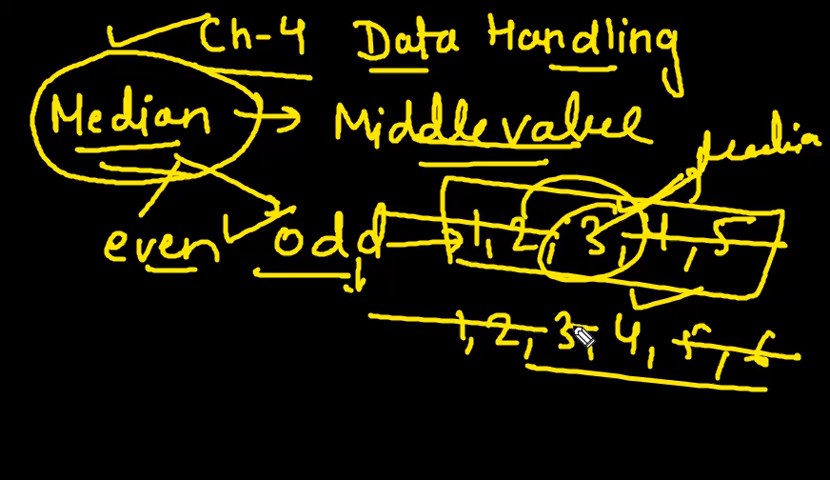 Ch-4 Data Handling
Median → Middle value
median
even odd → 1, 2, 3, 4, 5
1, 2, 3, 4, 5, 6